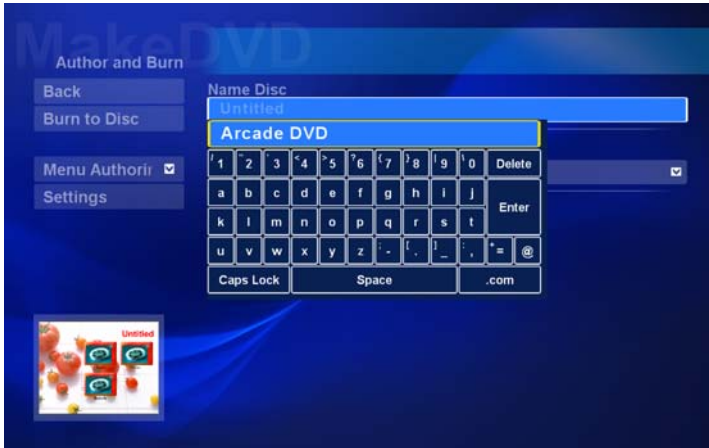 MakeDVD
Author and Burn
Back
Burn to Disc
Menu Authorin
Settings
Name Disc
Untitled
Arcade DVD
! 1 " 2 ' 3 < 4 > 5 ? 6 { 7 } 8 | 9 \ 0 Delete
a b c d e f g h i j
Enter
k l m n o p q r s t
u v w x y z ; - [ . ] _ : , * = @
Caps Lock Space .com
Untitled